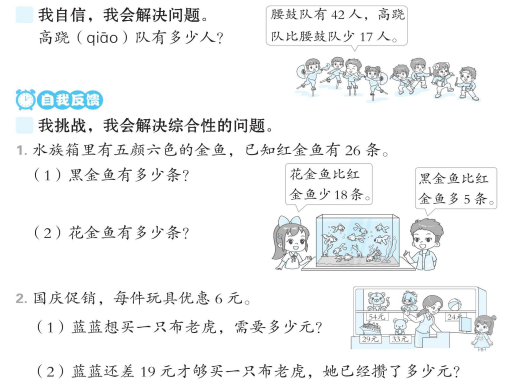 我自信，我会解决问题。
高跷（qiāo）队有多少人？
腰鼓队有 42 人，高跷
队比腰鼓队少 17 人。
自我反馈
我挑战，我会解决综合性的问题。
1. 水族箱里有五颜六色的金鱼，已知红金鱼有 26 条。
（1）黑金鱼有多少条？
花金鱼比红
金鱼少 18 条。
黑金鱼比红
金鱼多 5 条。
（2）花金鱼有多少条？
2. 国庆促销，每件玩具优惠 6 元。
（1）蓝蓝想买一只布老虎，需要多少元？
54元
24元
29元
33元
（2）蓝蓝还差 19 元才够买一只布老虎，她已经攒了多少元？